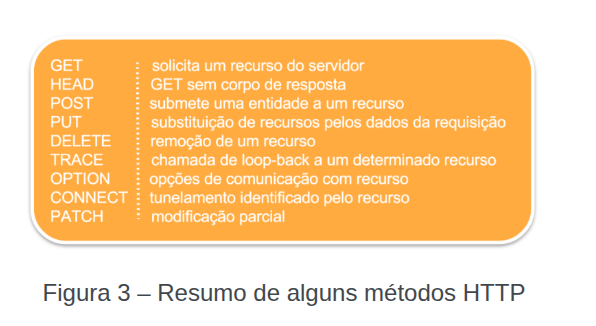 GET solicita um recurso do servidor
HEAD GET sem corpo de resposta
POST submete uma entidade a um recurso
PUT substituição de recursos pelos dados da requisição
DELETE remoção de um recurso
TRACE chamada de loop-back a um determinado recurso
OPTION opções de comunicação com recurso
CONNECT tunelamento identificado pelo recurso
PATCH modificação parcial
Figura 3 – Resumo de alguns métodos HTTP